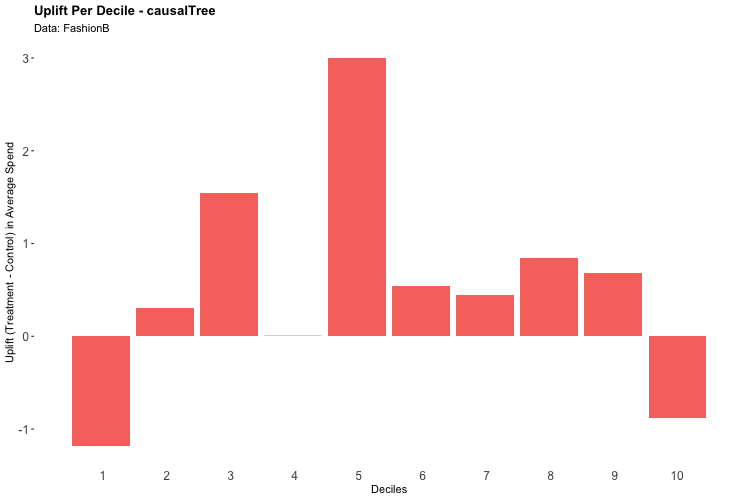 Uplift Per Decile - causalTree
Data: FashionB
Uplift (Treatment - Control) in Average Spend
3
2
1
0
-1
1 2 3 4 5 6 7 8 9 10
Deciles